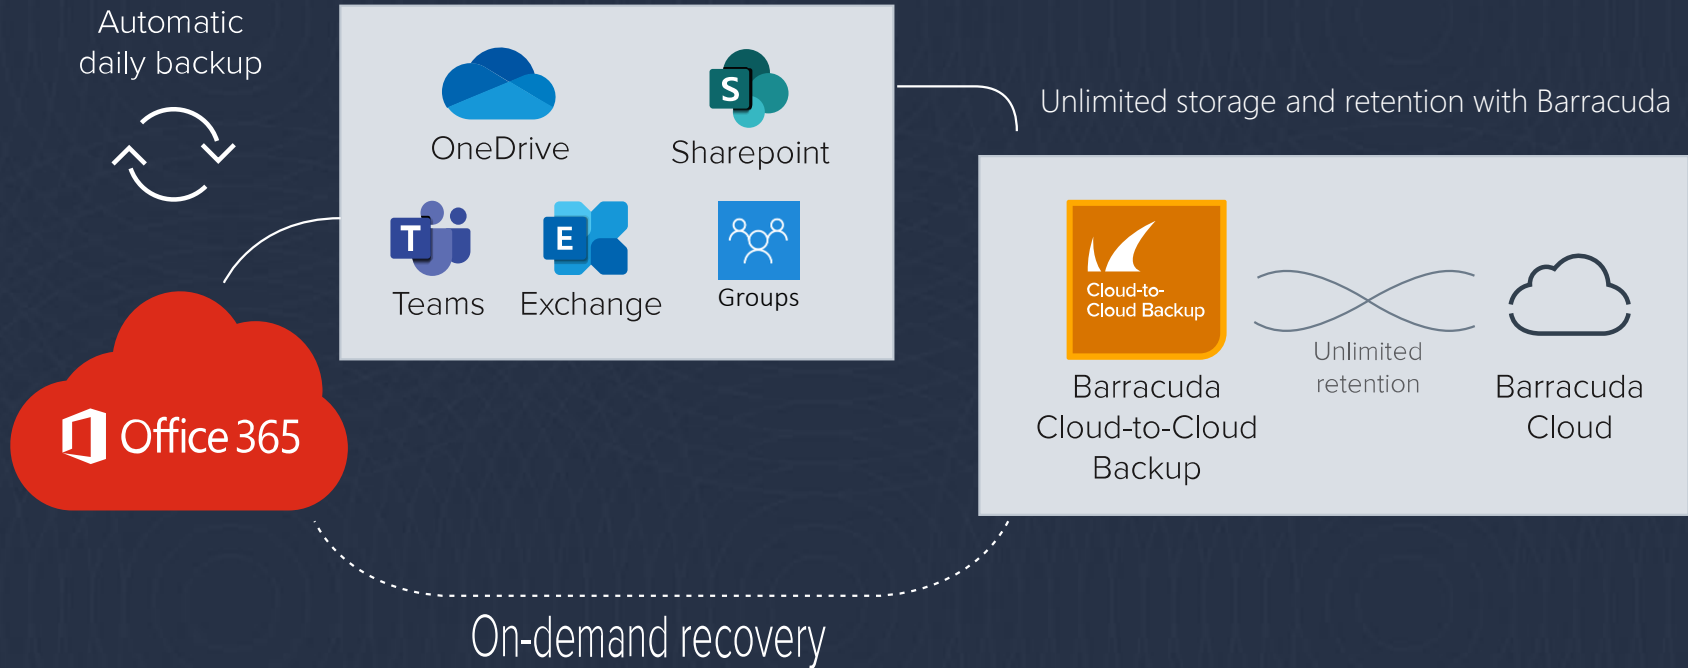 Automatic
daily backup
OneDrive
S
Sharepoint
T
Teams
E
Exchange
Groups
Office 365
Unlimited storage and retention with Barracuda
Cloud-to-
Cloud Backup
Barracuda
Cloud-to-Cloud
Backup
Unlimited
retention
Barracuda
Cloud
On-demand recovery